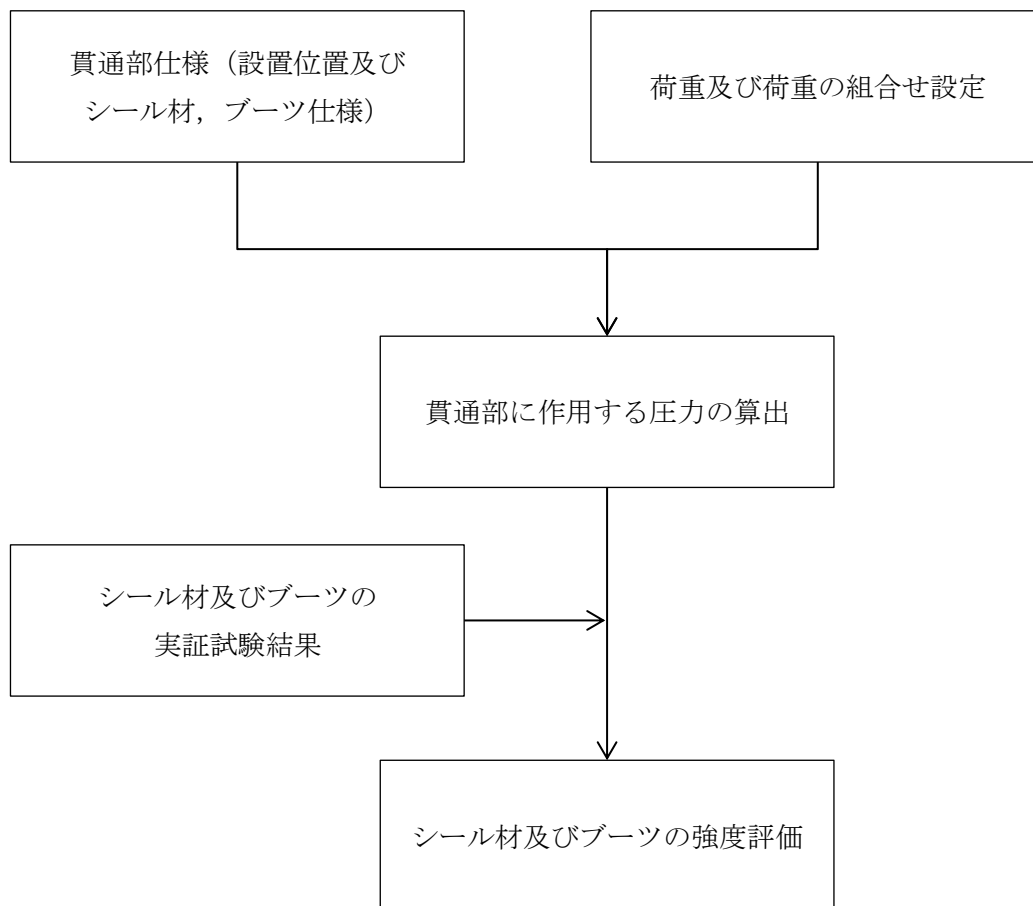 貫通部仕様（設置位置及び
シール材，ブーツ仕様）
荷重及び荷重の組合せ設定
貫通部に作用する圧力の算出
シール材及びブーツの
実証試験結果
シール材及びブーツの強度評価